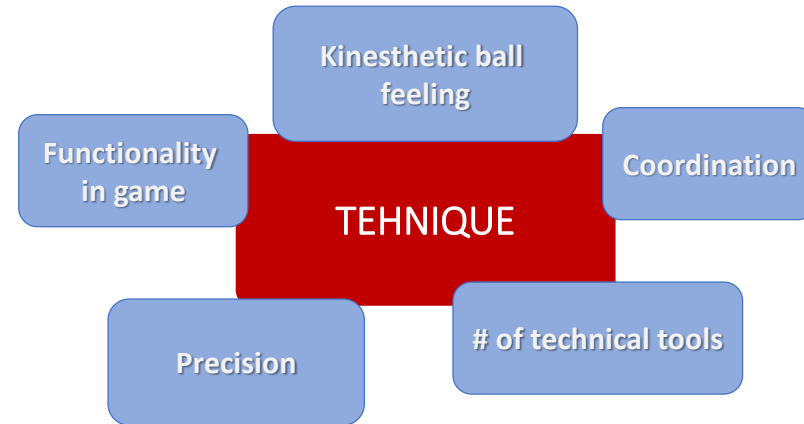 Kinesthetic ball
feeling
Functionality
in game
Coordination
TEHNIQUE
# of technical tools
Precision